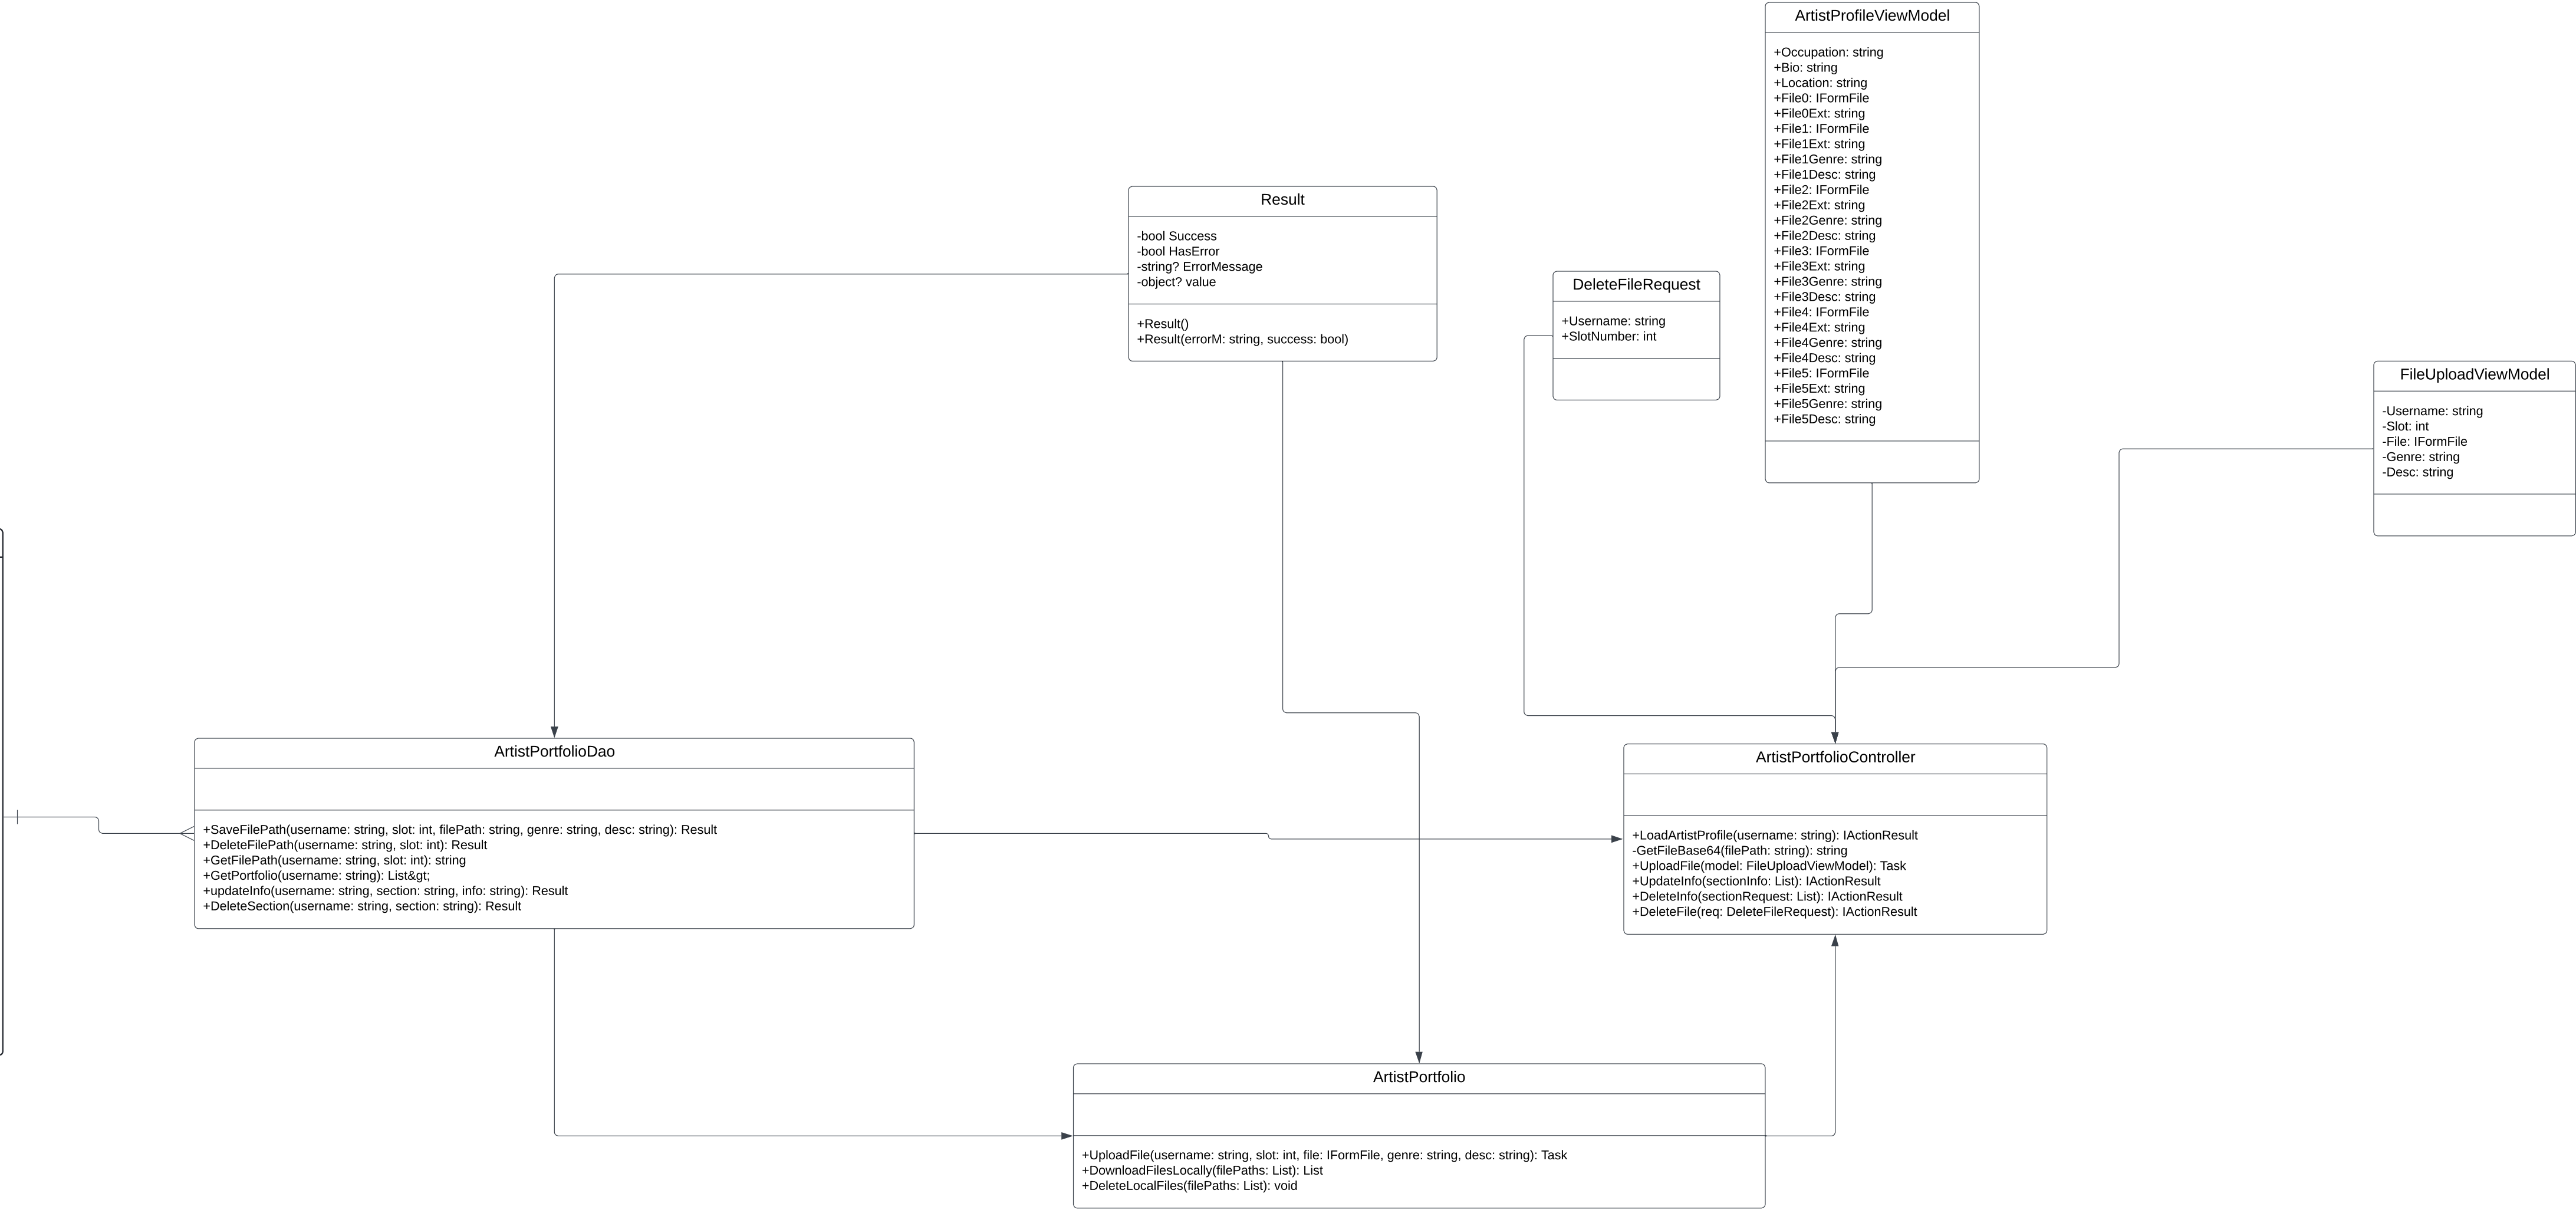 ArtistProfileViewModel
+Occupation: string
+Bio: string
+Location: string
+File0: IFormFile
+File0Ext: string
+File1: IFormFile
+File1Ext: string
+File1Genre: string
+File1Desc: string
+File2: IFormFile
+File2Ext: string
+File2Genre: string
+File2Desc: string
+File3: IFormFile
+File3Ext: string
+File3Genre: string
+File3Desc: string
+File4: IFormFile
+File4Ext: string
+File4Genre: string
+File4Desc: string
+File5: IFormFile
+File5Ext: string
+File5Genre: string
+File5Desc: string
Result
-bool Success
-bool HasError
-string? ErrorMessage
-object? value
+Result()
+Result(errorM: string, success: bool)
DeleteFileRequest
+Username: string
+SlotNumber: int
FileUploadViewModel
-Username: string
-Slot: int
-File: IFormFile
-Genre: string
-Desc: string
ArtistPortfolioDao
+SaveFilePath(username: string, slot: int, filePath: string, genre: string, desc: string): Result
+DeleteFilePath(username: string, slot: int): Result
+GetFilePath(username: string, slot: int): string
+GetPortfolio(username: string): List&gt;
+updateInfo(username: string, section: string, info: string): Result
+DeleteSection(username: string, section: string): Result
ArtistPortfolioController
+LoadArtistProfile(username: string): IActionResult
-GetFileBase64(filePath: string): string
+UploadFile(model: FileUploadViewModel): Task
+UpdateInfo(sectionInfo: List): IActionResult
+DeleteInfo(sectionRequest: List): IActionResult
+DeleteFile(req: DeleteFileRequest): IActionResult
ArtistPortfolio
+UploadFile(username: string, slot: int, file: IFormFile, genre: string, desc: string): Task
+DownloadFilesLocally(filePaths: List): List
+DeleteLocalFiles(filePaths: List): void